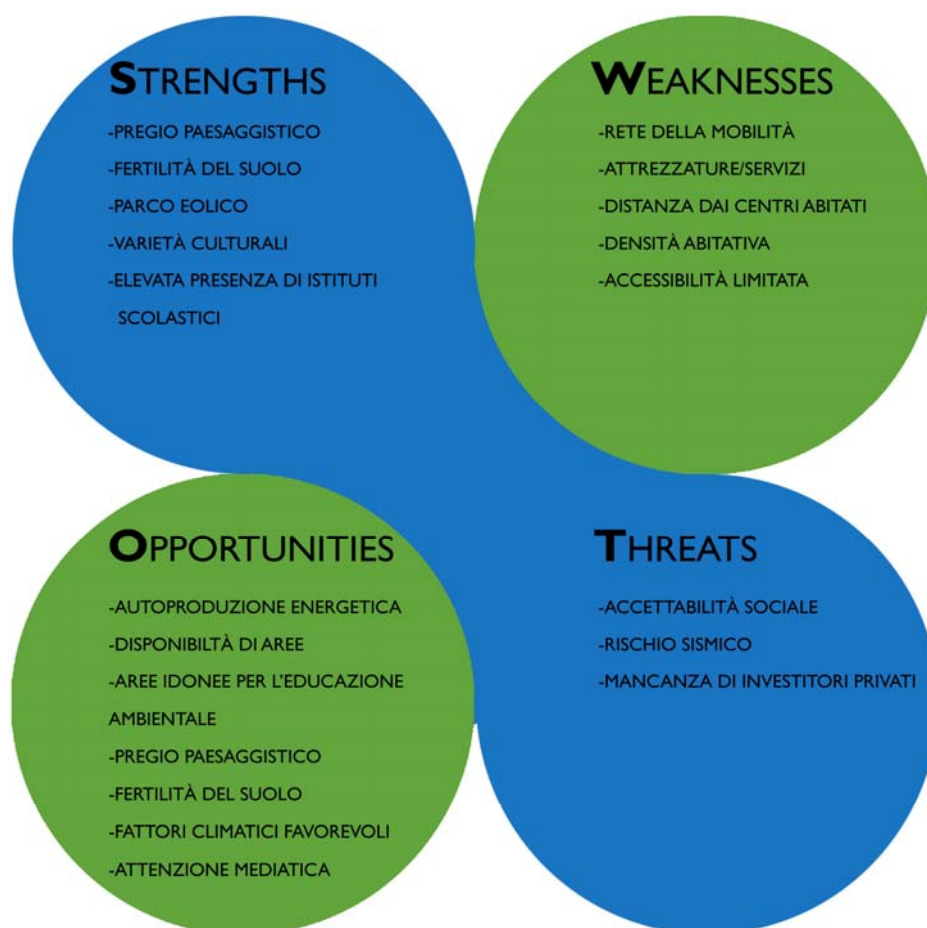 STRENGTHS
-PREGIO PAESAGGISTICO
-FERTILITÀ DEL SUOLO
-PARCO EOLICO
-VARIETÀ CULTURALI
-ELEVATA PRESENZA DI ISTITUTI
SCOLASTICI
WEAKNESSES
-RETE DELLA MOBILITÀ
-ATTREZZATURE/SERVIZI
-DISTANZA DAI CENTRI ABITATI
-DENSITÀ ABITATIVA
-ACCESSIBILITÀ LIMITATA
OPPORTUNITIES
-AUTOPRODUZIONE ENERGETICA
-DISPONIBILTÀ DI AREE
-AREE IDONEE PER L'EDUCAZIONE
AMBIENTALE
-PREGIO PAESAGGISTICO
-FERTILITÀ DEL SUOLO
-FATTORI CLIMATICI FAVOREVOLI
-ATTENZIONE MEDIATICA
THREATS
-ACCETTABILITÀ SOCIALE
-RISCHIO SISMICO
-MANCANZA DI INVESTITORI PRIVATI